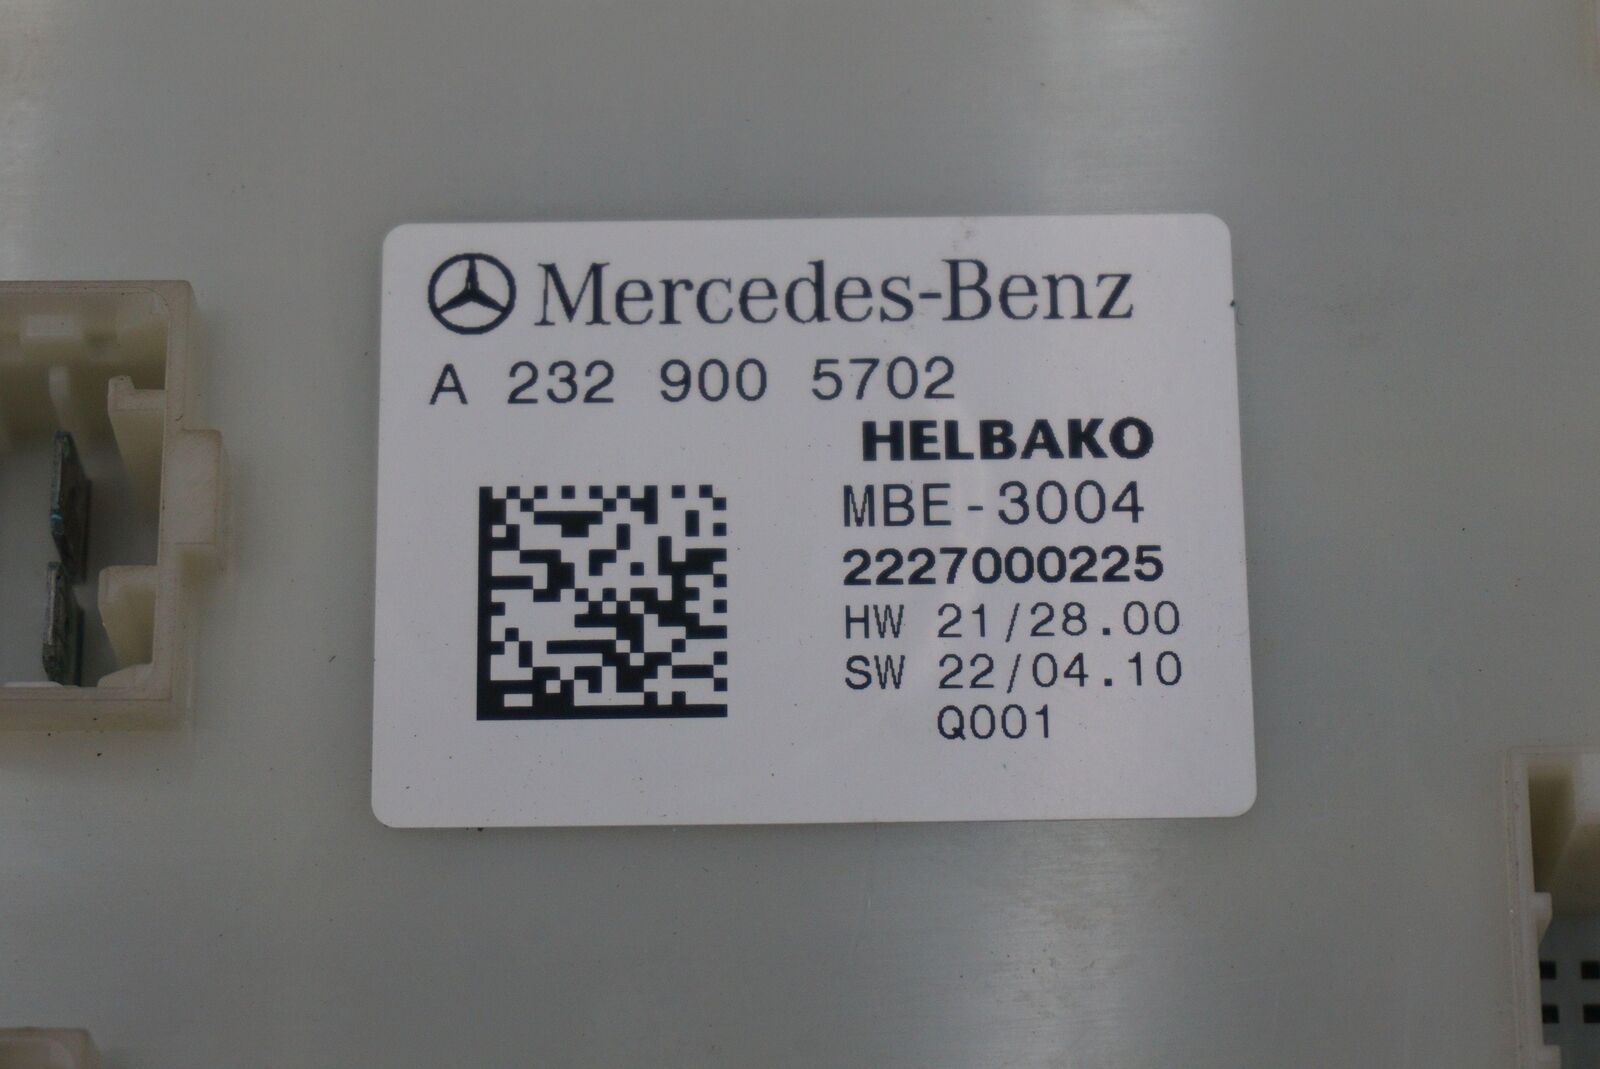 Mercedes-Benz
A 232 900 5702
HELBAKO
MBE-3004
2227000225
HW 21/28.00
SW 22/04.10
Q001